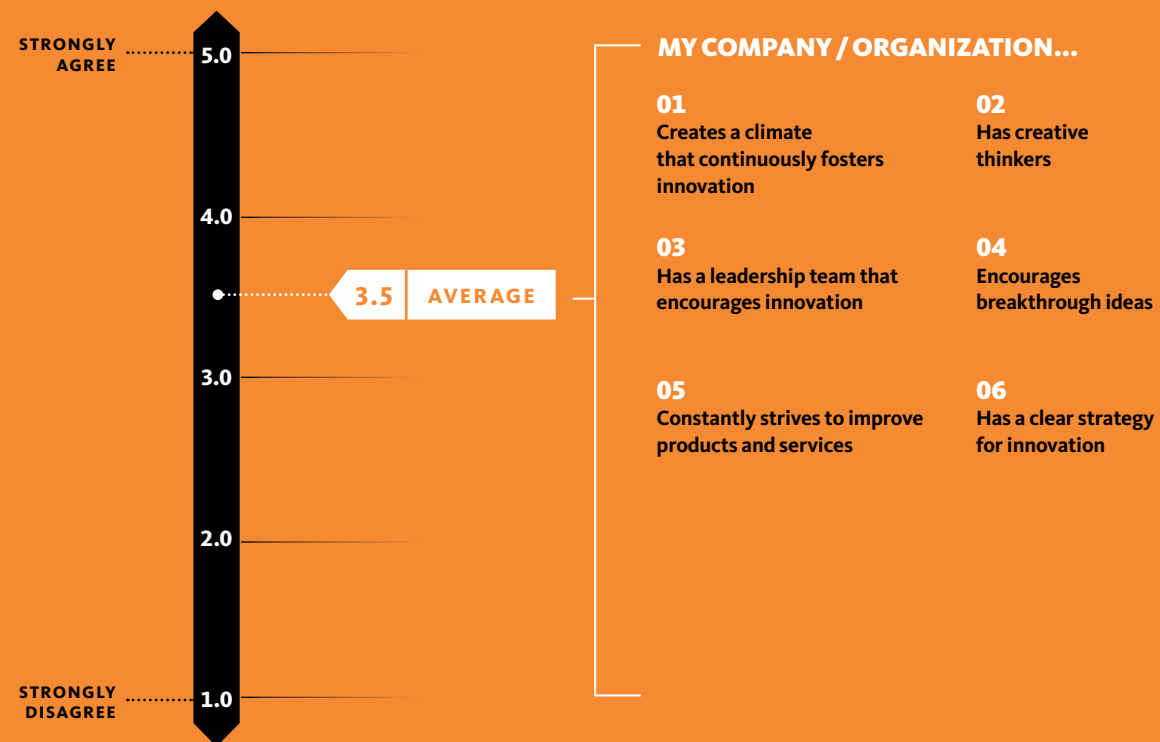 STRONGLY
AGREE
5.0
4.0
3.5 AVERAGE
3.0
2.0
STRONGLY
DISAGREE
1.0
MY COMPANY / ORGANIZATION...
01
Creates a climate
that continuously fosters
innovation
02
Has creative
thinkers
03
Has a leadership team that
encourages innovation
04
Encourages
breakthrough ideas
05
Constantly strives to improve
products and services
06
Has a clear strategy
for innovation